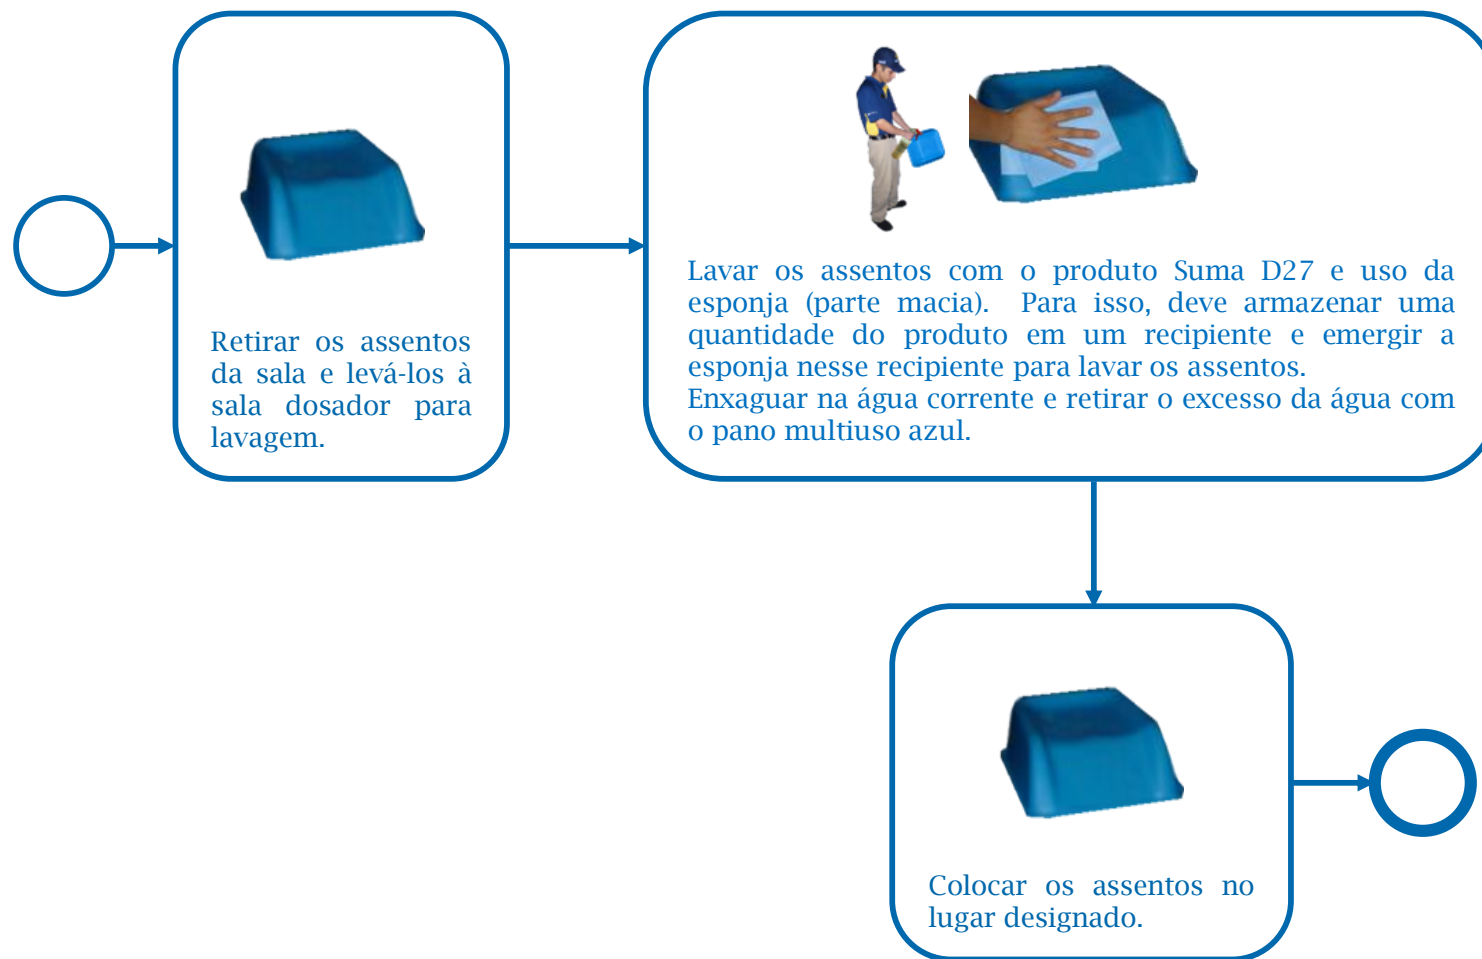 Retirar os assentos
da sala e levá-los à
sala dosador para
lavagem.
Lavar os assentos com o produto Suma D27 e uso da
esponja (parte macia). Para isso, deve armazenar uma
quantidade do produto em um recipiente e emergir a
esponja nesse recipiente para lavar os assentos.
Enxaguar na água corrente e retirar o excesso da água com
o pano multiuso azul.
Colocar os assentos no
lugar designado.